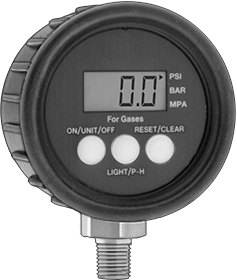 0.0
PSI
BAR
MPA
For Gases
ON/UNIT/OFF RESET/CLEAR
LIGHT/P-H